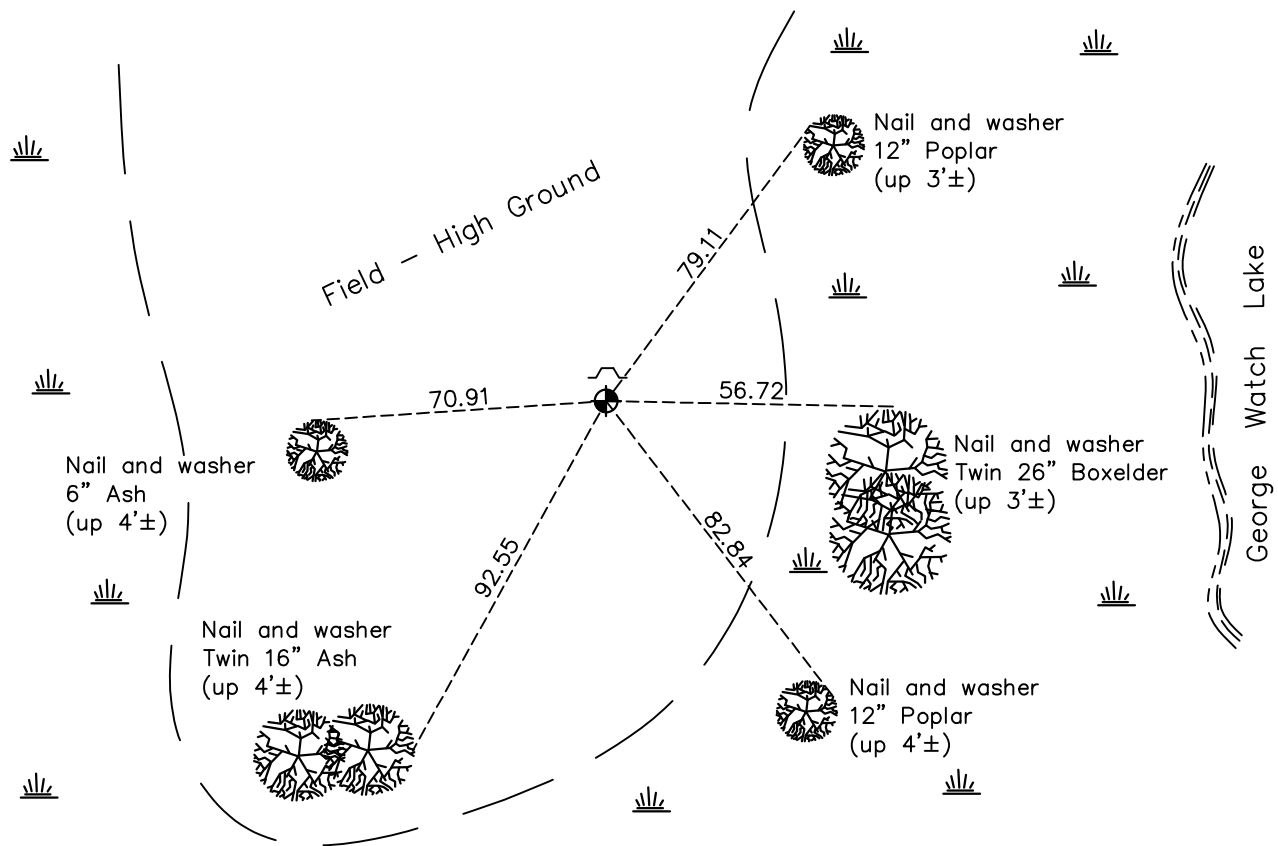 Nail and washer
12” Poplar
(up 3'±)
Field - High Ground
79.11
George Watch Lake
70.91
56.72
Nail and washer
6” Ash
(up 4'±)
Nail and washer
Twin 26” Boxelder
(up 3'±)
92.55
82.84
Nail and washer
Twin 16” Ash
(up 4'±)
Nail and washer
12” Poplar
(up 4'±)